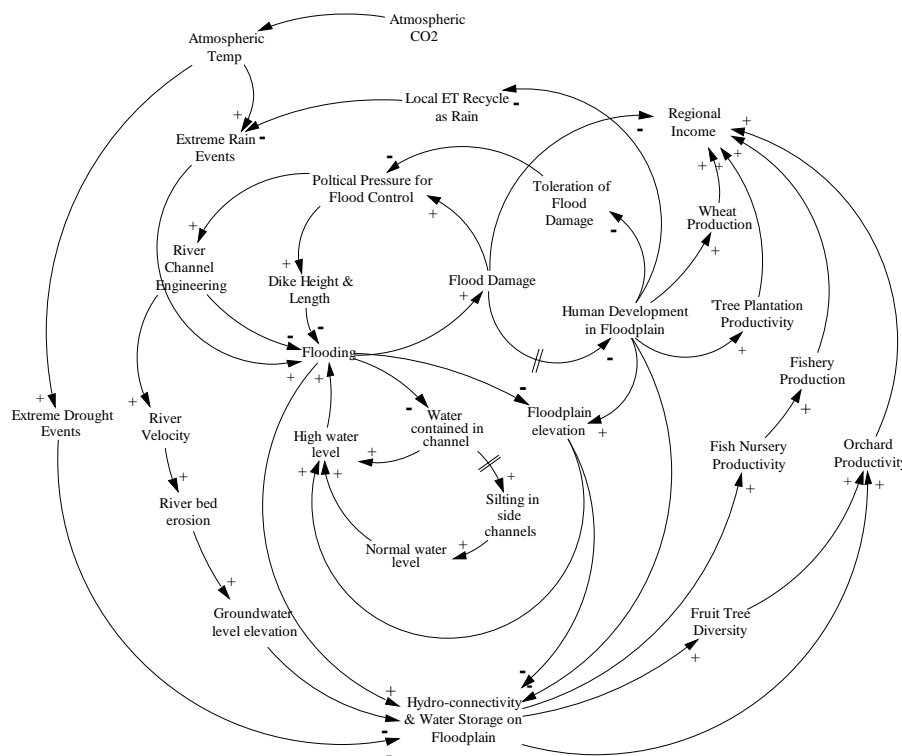 Atmospheric
CO2
Atmospheric
Temp
Local ET Recycle
as Rain
Regional
Income
Extreme Rain
Events
Poltical Pressure for
Flood Control
Toleration of
Flood
Damage
Wheat
Production
River
Channel
Engineering
Dike Height &
Length
Flood Damage
Human Development
in Floodplain
'Tree Plantation
Productivity
Flooding
Fishery
Production
Extreme Drought
Events
River
Velocity
High water
level
Water
contained in
channel
Floodplain
elevation
Fish Nursery
Productivity
Orchard
Productivity
River bed
erosion
Silting in
side
channels
Normal water
level
Groundwater
level elevation
Fruit Tree
Diversity
Hydro-connectivity
& Water Storage on
Floodplain